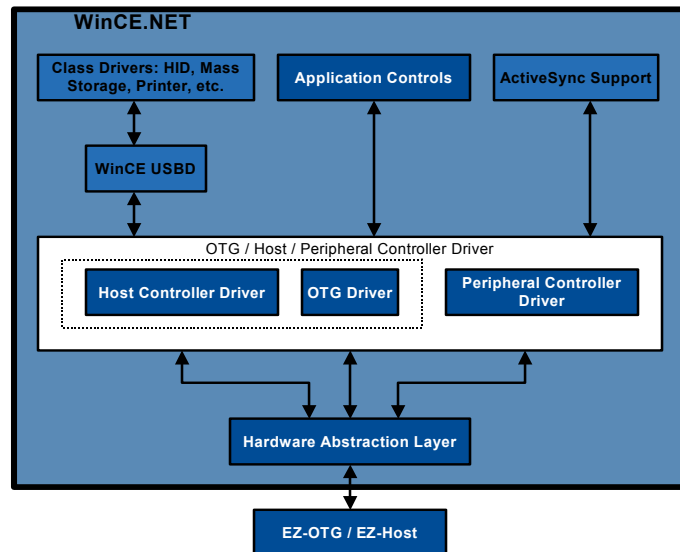 WinCE.NET
Class Drivers: HID, Mass
Storage, Printer, etc.
Application Controls
ActiveSync Support
WinCE USBD
OTG / Host / Peripheral Controller Driver
Host Controller Driver
OTG Driver
Peripheral Controller
Driver
Hardware Abstraction Layer
EZ-OTG / EZ-Host